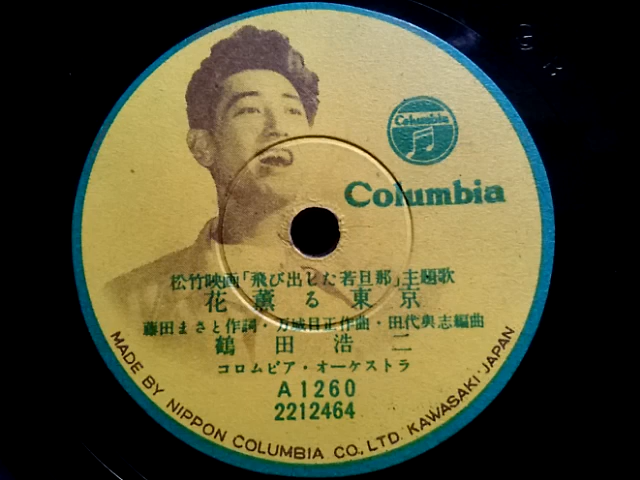 Columbia
Columbia
松竹映画「飛び出した若旦那」主題歌
花薫る東京
藤田まさと作詞・万城目正作曲・田代與志編曲
鶴田浩二
コロムビア・オーケストラ
A1260
2212464
MADE BY NIPPON COLUMBIA CO., LTD. KAWASAKI·JAPAN